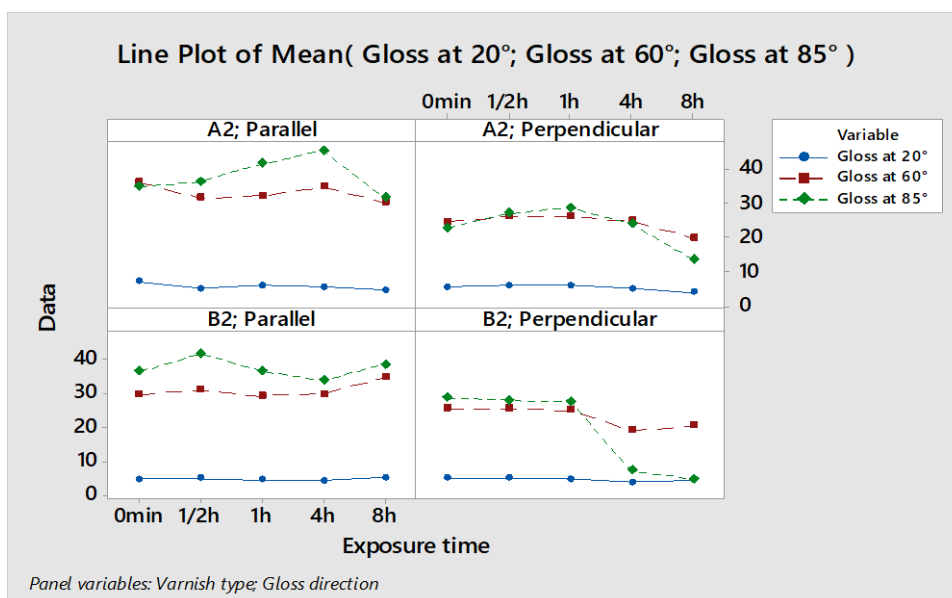 Line Plot of Mean( Gloss at 20°; Gloss at 60°; Gloss at 85° )
0min 1/2h 1h 4h 8h
A2; Parallel A2; Perpendicular
Variable
Gloss at 20°
Gloss at 60°
Gloss at 85°
40
30
20
10
0
Data
B2; Parallel B2; Perpendicular
40
30
20
10
0
0min 1/2h 1h 4h 8h
Exposure time
Panel variables: Varnish type; Gloss direction